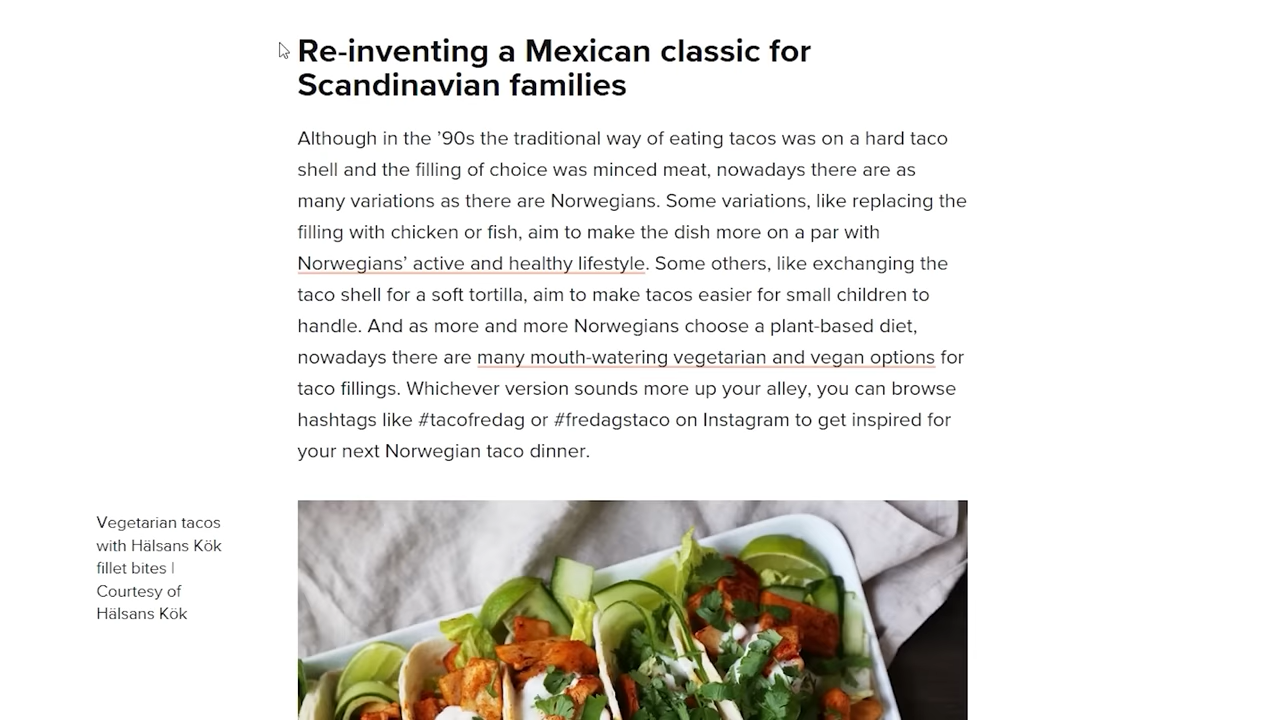 Re-inventing a Mexican classic for
Scandinavian families
Although in the ’90s the traditional way of eating tacos was on a hard taco
shell and the filling of choice was minced meat, nowadays there are as
many variations as there are Norwegians. Some variations, like replacing the
filling with chicken or fish, aim to make the dish more on a par with
Norwegians’ active and healthy lifestyle. Some others, like exchanging the
taco shell for a soft tortilla, aim to make tacos easier for small children to
handle. And as more and more Norwegians choose a plant-based diet,
nowadays there are many mouth-watering vegetarian and vegan options for
taco fillings. Whichever version sounds more up your alley, you can browse
hashtags like #tacofredag or #fredagstaco on Instagram to get inspired for
your next Norwegian taco dinner.
Vegetarian tacos
with Hälsans Kök
fillet bites |
Courtesy of
Hälsans Kök